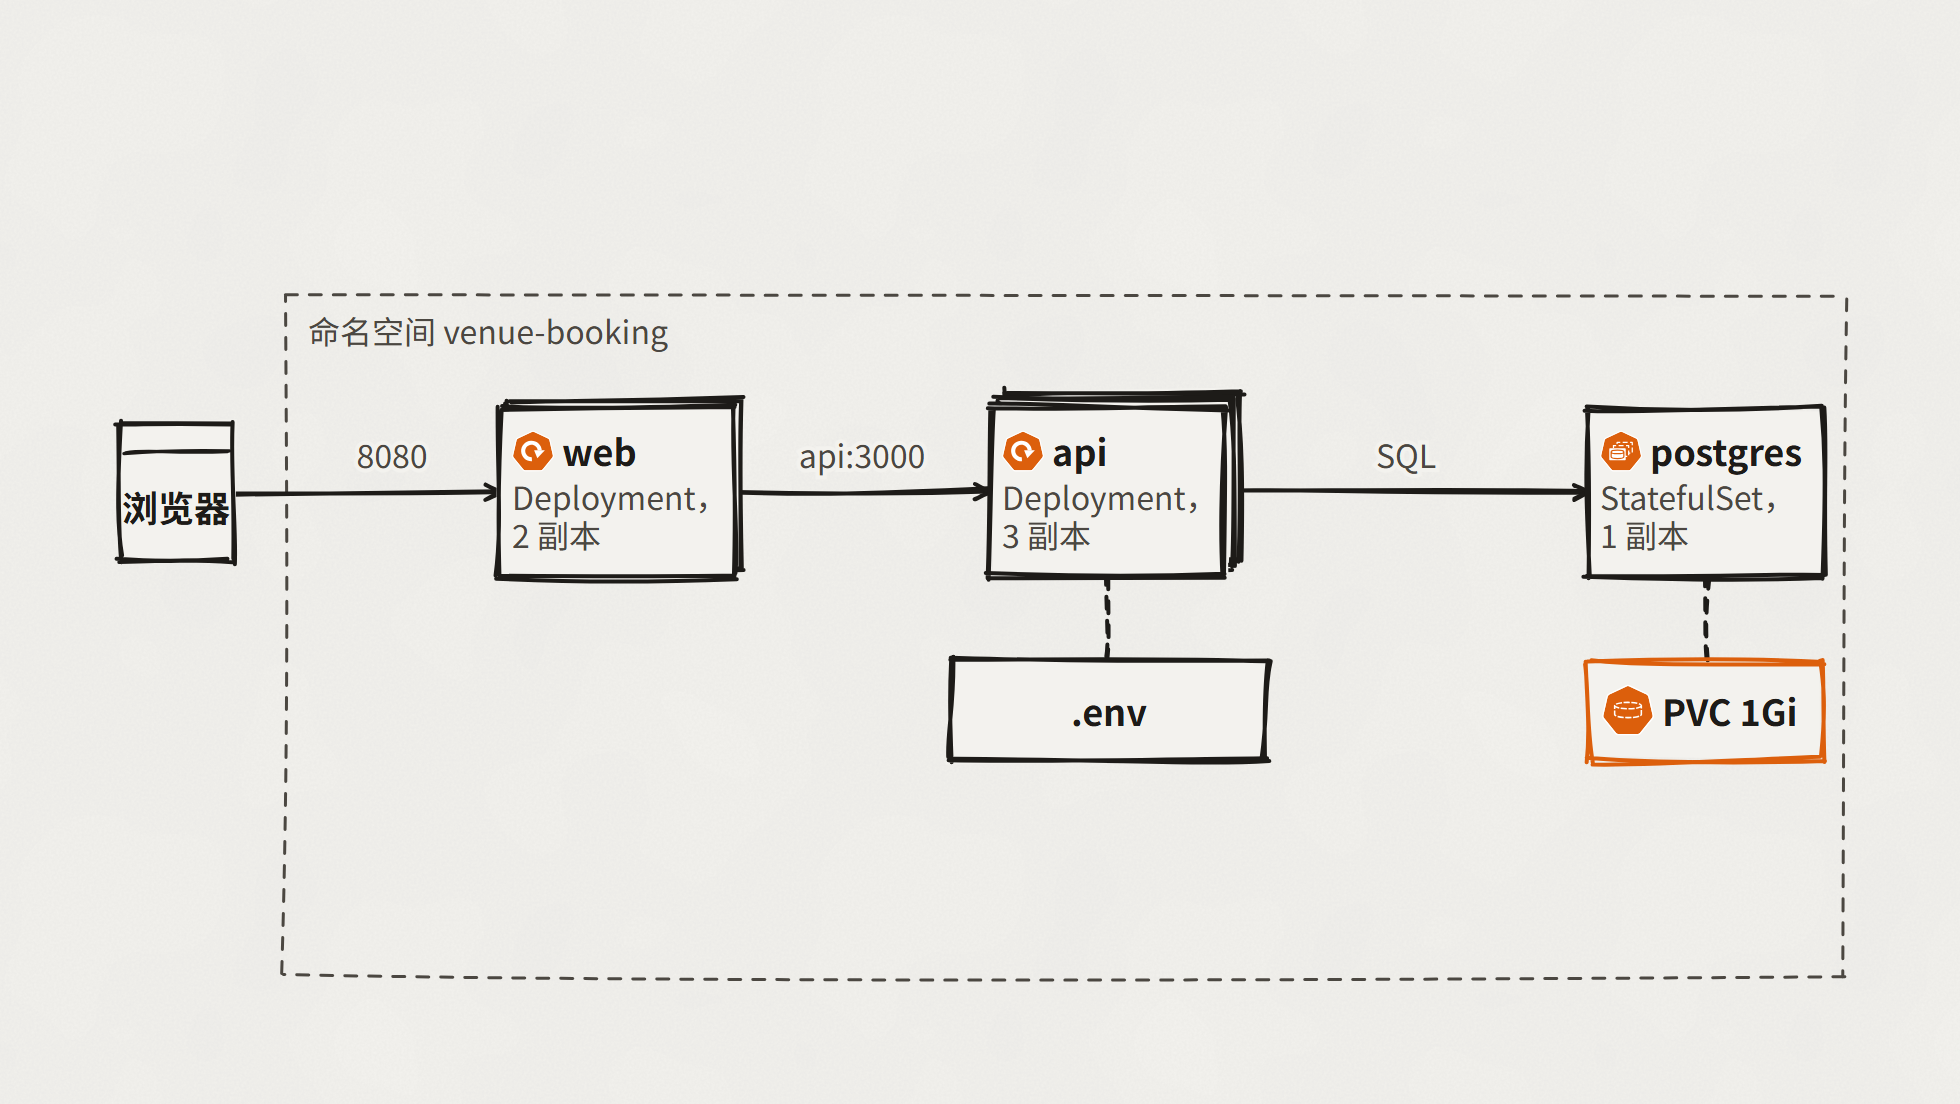 命名空间 venue-booking
浏览器
8080
web
Deployment，
2 副本
api:3000
api
Deployment，
3 副本
SQL
postgres
StatefulSet，
1 副本
.env
PVC 1Gi